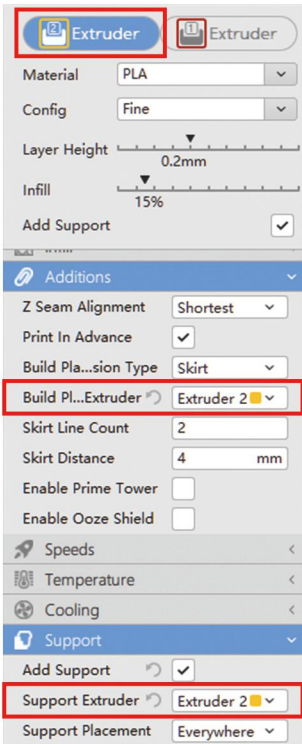 2 Extruder 1 Extruder
Material PLA
Config Fine
Layer Height
0.2mm
Infill
15%
Add Support
Additions
Z Seam Alignment Shortest
Print In Advance
Build Pla...sion Type Skirt
Build Pl...Extruder Extruder 2
Skirt Line Count 2
Skirt Distance 4 mm
Enable Prime Tower
Enable Ooze Shield
Speeds
Temperature
Cooling
Support
Add Support
Support Extruder Extruder 2
Support Placement Everywhere